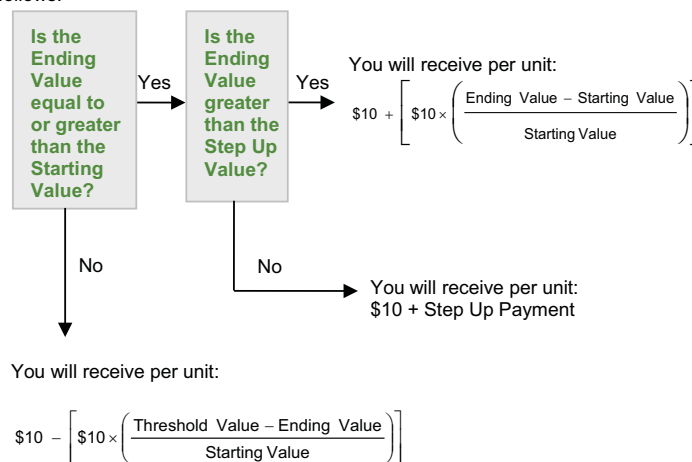 Is the
Ending
Value
equal to
or greater
than the
Starting
Value?
Yes
Is the
Ending
Value
greater
than the
Step Up
Value?
Yes
You will receive per unit:
$10 + [ $10 × ( Ending Value – Starting Value
Starting Value ) ]
No
No
You will receive per unit:
$10 + Step Up Payment
You will receive per unit:
$10 – [ $10 × ( Threshold Value – Ending Value
Starting Value ) ]